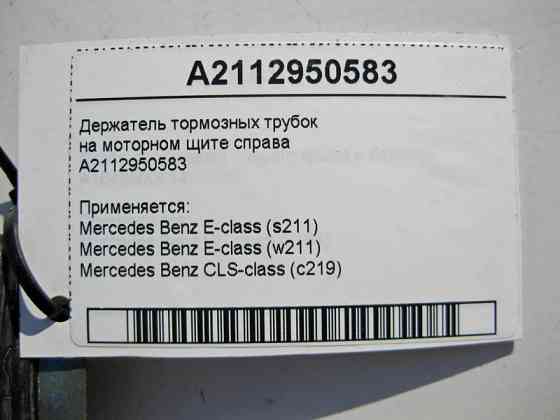 A2112950583
Держатель тормозных трубок
на моторном щите справа
A2112950583
Применяется:
Mercedes Benz E-class (s211)
Mercedes Benz E-class (w211)
Mercedes Benz CLS-class (c219)